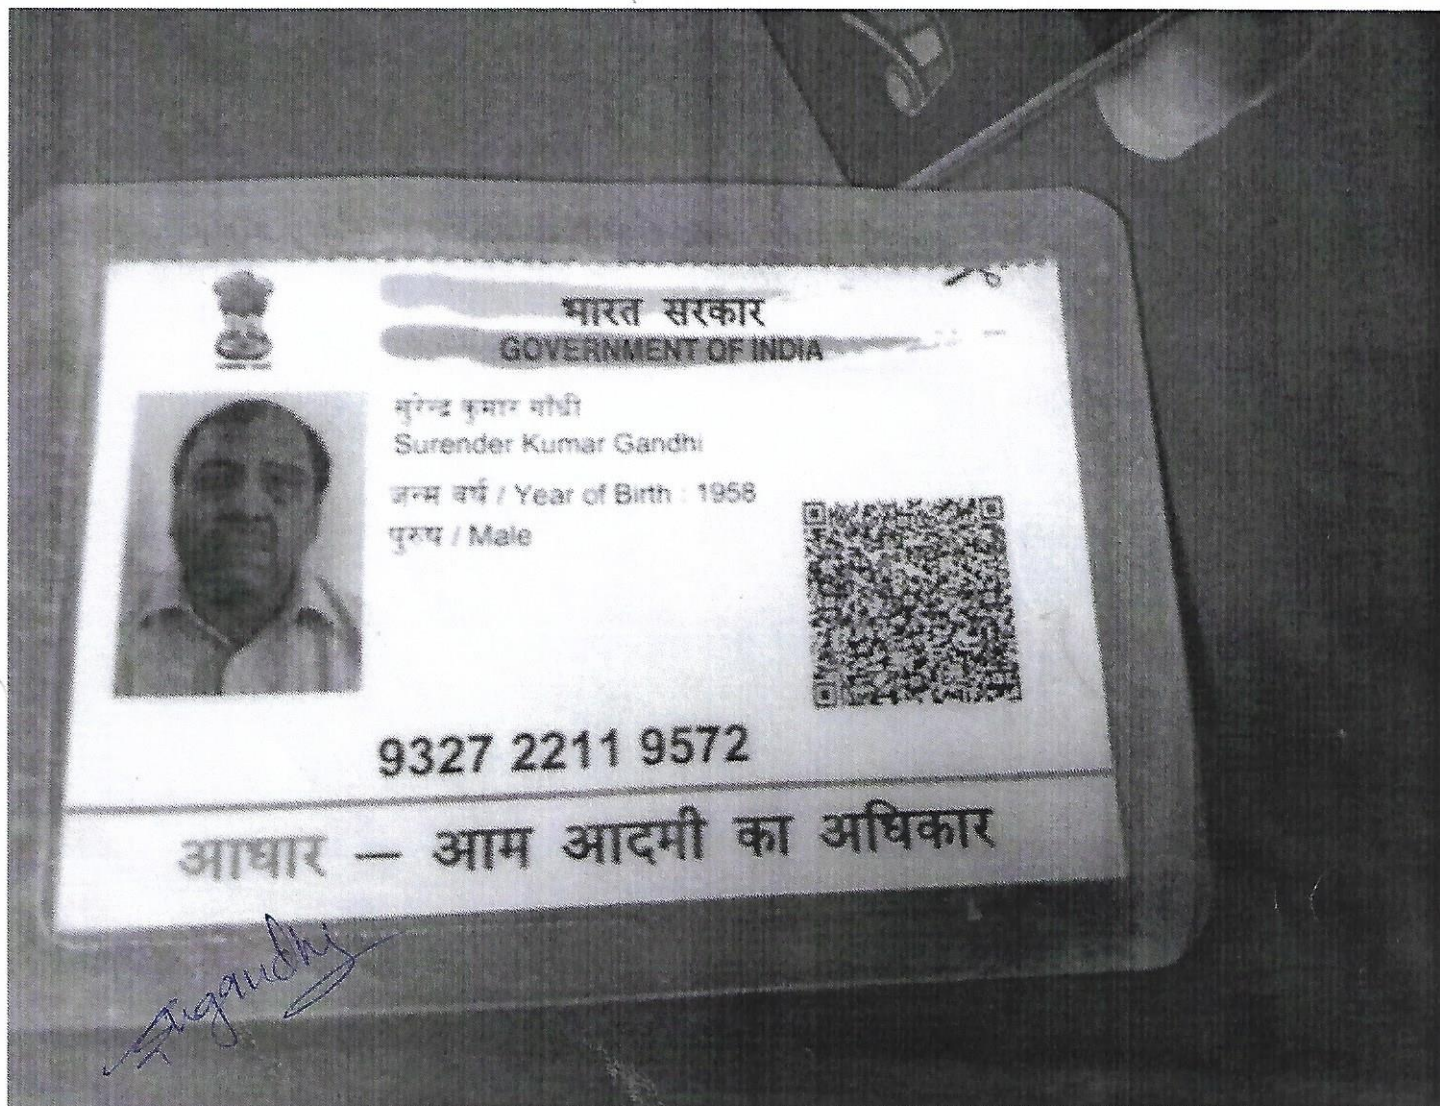 भारत सरकार
GOVERNMENT OF INDIA
सुरेन्द्र कुमार गाँधी
Surender Kumar Gandhi
जन्म वर्ष / Year of Birth : 1958
पुरुष / Male
9327 2211 9572
आधार — आम आदमी का अधिकार